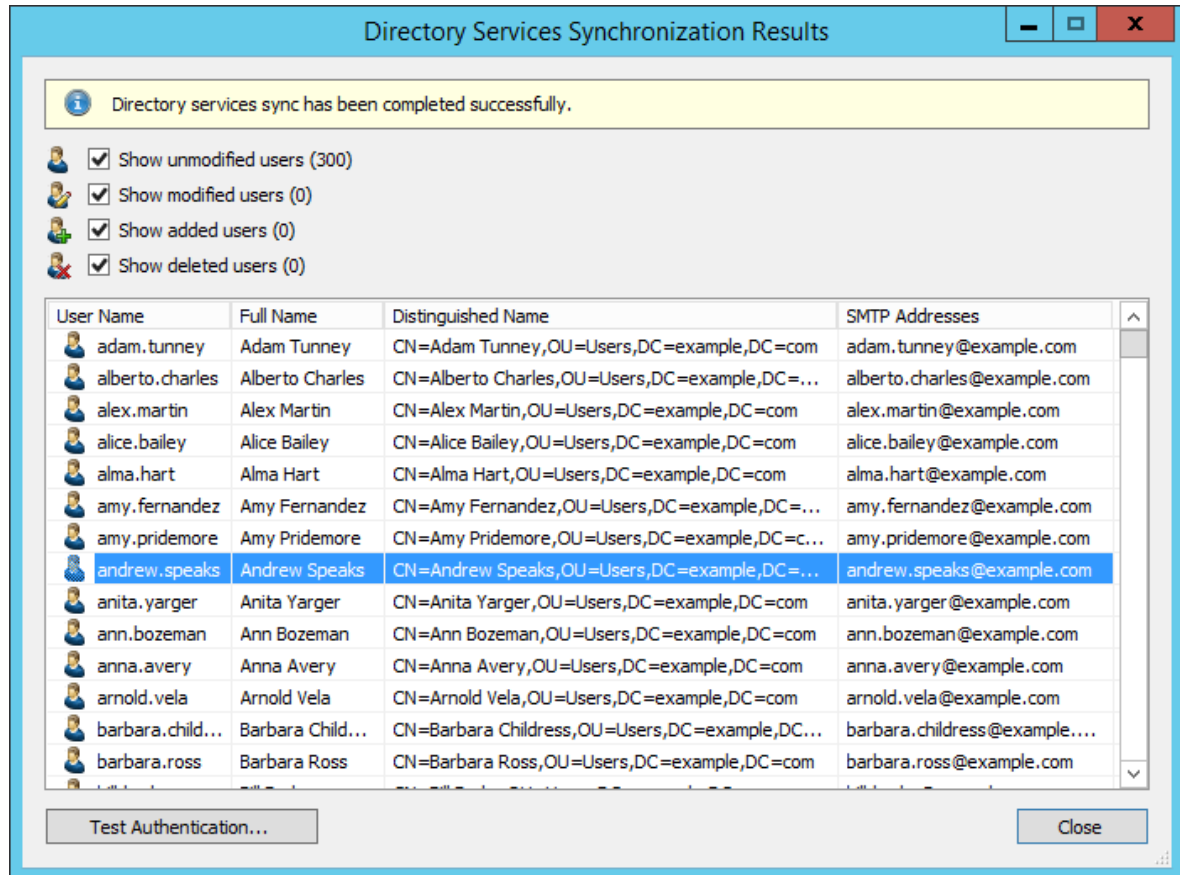 Directory Services Synchronization Results
Directory services sync has been completed successfully.
Show unmodified users (300)
Show modified users (0)
Show added users (0)
Show deleted users (0)
User Name Full Name Distinguished Name SMTP Addresses
adam.tunney Adam Tunney CN=Adam Turney,OU=Users,DC=example,DC=com adam.tunney@example.com
alberto.charles Alberto Charles CN=Alberto Charles,OU=Users,DC=example,DC=... alberto.charles@example.com
alex.martin Alex Martin CN=Alex Martin,OU=Users,DC=example,DC=com alex.martin@example.com
alice.bailey Alice Bailey CN=Alice Bailey,OU=Users,DC=example,DC=com alice.bailey@example.com
alma.hart Alma Hart CN=Alma Hart,OU=Users,DC=example,DC=com alma.hart@example.com
amy.fernandez Amy Fernandez CN=Amy Fernandez,OU=Users,DC=example,DC=... amy.fernandez@example.com
amy.pridemore Amy Pridemore CN=Amy Pridemore,OU=Users,DC=example,DC=c... amy.pridemore@example.com
andrew.speaks Andrew Speaks CN=Andrew Speaks,OU=Users,DC=example,DC=... andrew.speaks@example.com
anita.yarger Anita Yarger CN=Anita Yarger,OU=Users,DC=example,DC=com anita.yarger@example.com
ann.bozeman Ann Bozeman CN=Ann Bozeman,OU=Users,DC=example,DC=com ann.bozeman@example.com
anna.avery Anna Avery CN=Anna Avery,OU=Users,DC=example,DC=com anna.avery@example.com
arnold.vela Arnold Vela CN=Arnold Vela,OU=Users,DC=example,DC=com arnold.vela@example.com
barbara.child... Barbara Child... CN=Barbara Childress,OU=Users,DC=example,DC... barbara.childress@example....
barbara.ross Barbara Ross CN=Barbara Ross,OU=Users,DC=example,DC=com barbara.ross@example.com
Test Authentication... Close